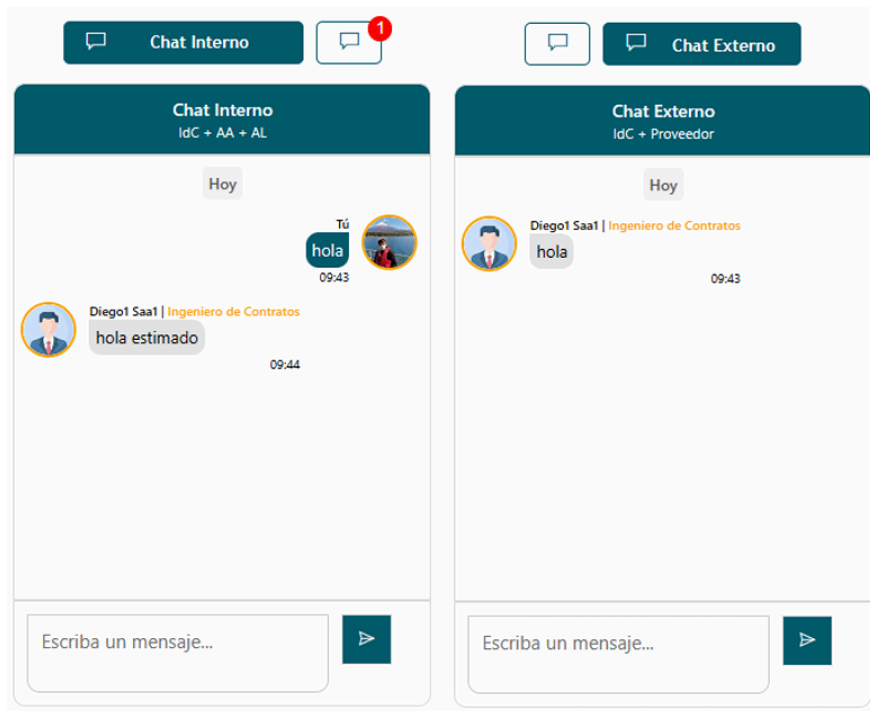 Chat Interno
1
Chat Interno
IdC + AA + AL
Hoy
Tú
hola
09:43
Diego1 Saa1 | Ingeniero de Contratos
hola estimado
09:44
Escriba un mensaje...
Chat Externo
Chat Externo
IdC + Proveedor
Hoy
Diego1 Saa1 | Ingeniero de Contratos
hola
09:43
Escriba un mensaje...